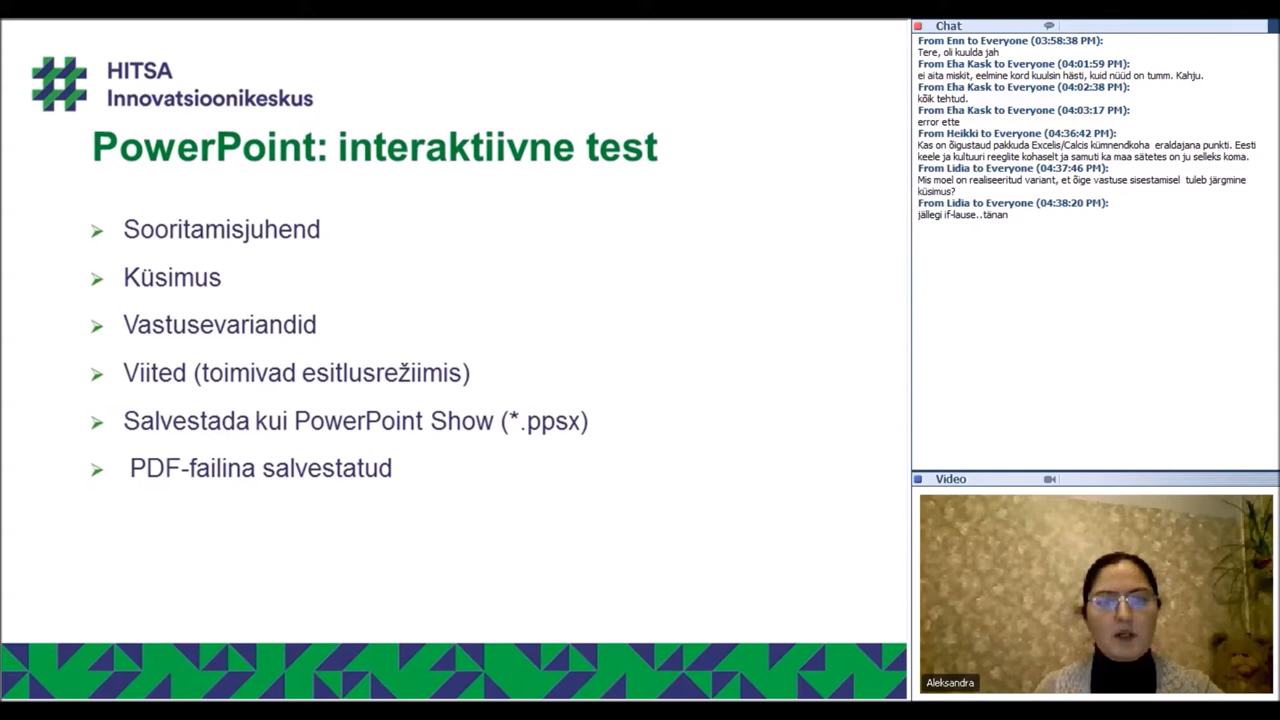 HITSA
Innovatsioonikeskus
PowerPoint: interaktiivne test
Sooritamisjuhend
Küsimus
Vastusevariandid
Viited (toimivad esitlusrežiimis)
Salvestada kui PowerPoint Show (*.ppsx)
PDF-failina salvestatud
Chat
From Enn to Everyone (03:58:38 PM):
Tere, oli kuulda jah
From Eha Kask to Everyone (04:01:59 PM):
ei aita miskit, eelmine kord kuulsin hästi, kuid nüüd on tumm. Kahju.
From Eha Kask to Everyone (04:02:38 PM):
kõik tehtud.
From Eha Kask to Everyone (04:03:17 PM):
error ette
From Heikki to Everyone (04:36:42 PM):
Kas on õigustaud pakkuda Excelis/Calcis kümnendkoha eraldajana punkti. Eesti
keele ja kultuuri reeglite kohaselt ja samuti ka maa sätetes on ju selleks koma.
From Lidia to Everyone (04:37:46 PM):
Mis moel on realiseeritud variant, et õige vastuse sisestamisel tuleb järgmine
küsimus?
From Lidia to Everyone (04:38:20 PM):
jällegi if-lause..tänan
Video
Aleksandra